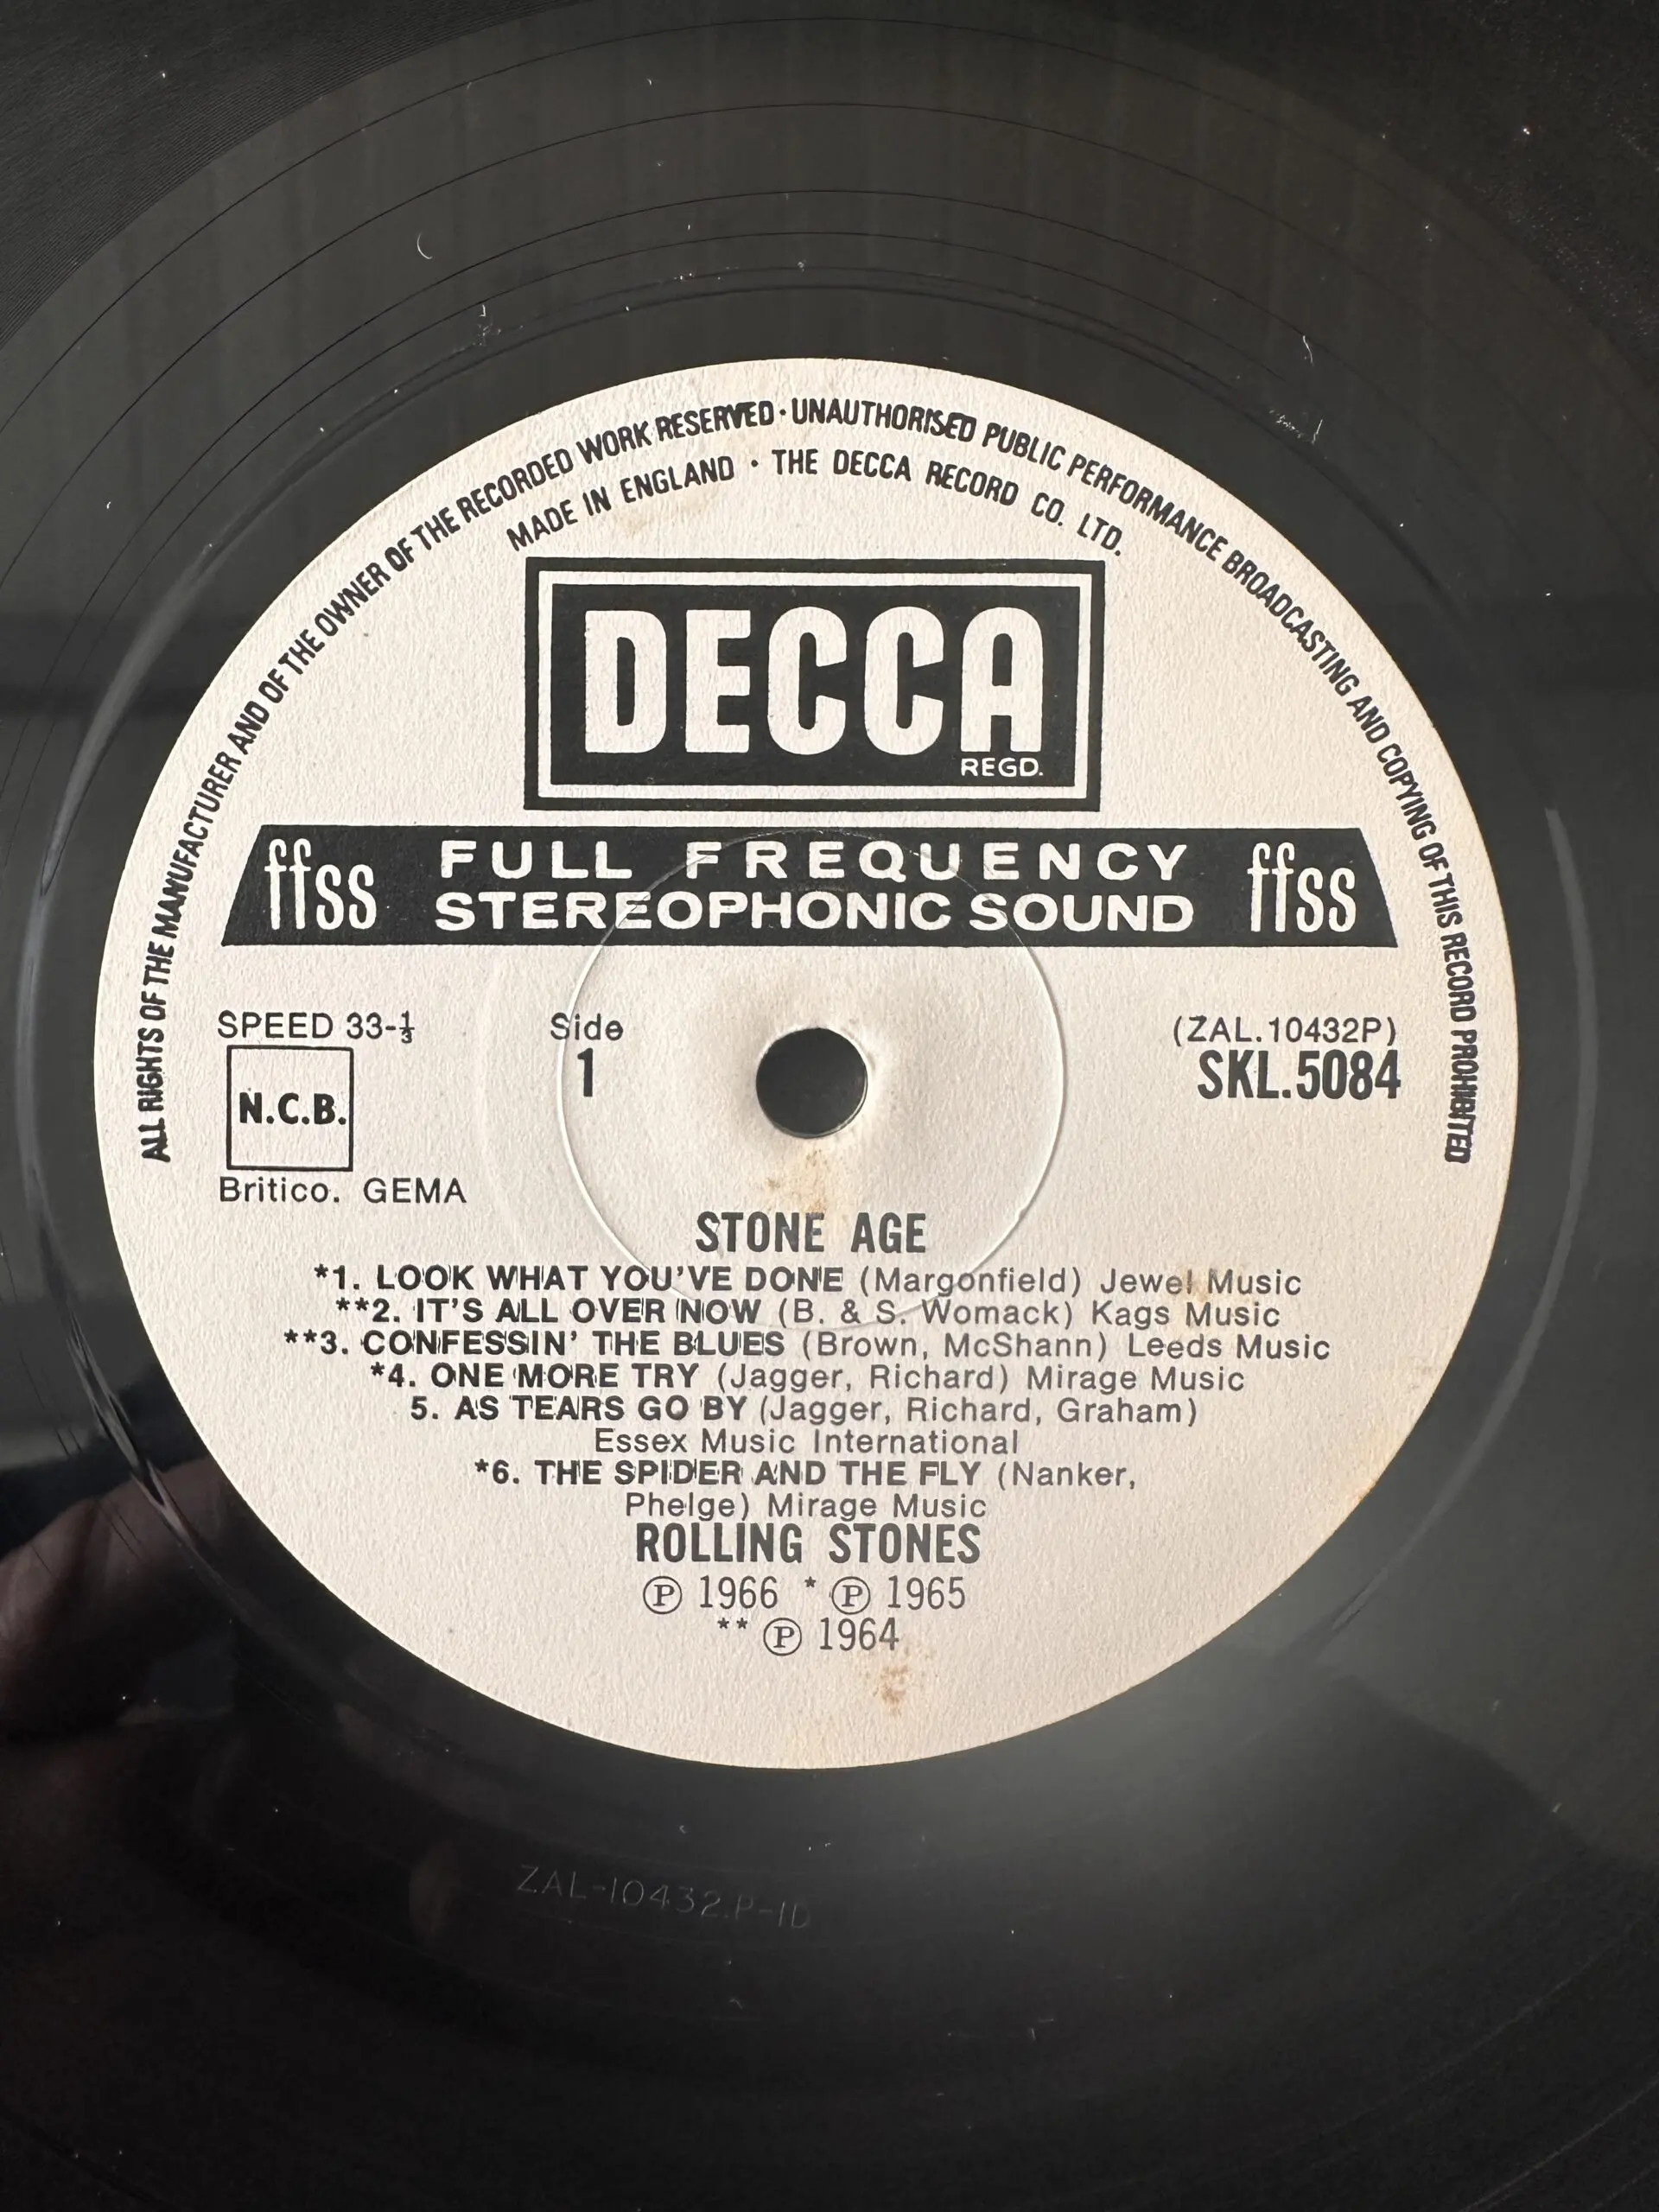 ALL RIGHTS OF THE MANUFACTURER AND OF THE OWNER OF THE RECORDED WORK RESERVED · UNAUTHORISED PUBLIC PERFORMANCE BROADCASTING AND COPYING OF THIS RECORD PROHIBITED
MADE IN ENGLAND · THE DECCA RECORD CO. LTD.
DECCA
REGD.
ffss FULL FREQUENCY STEREOPHONIC SOUND ffss
SPEED 33-⅓
Side
1
(ZAL.10432P)
SKL.5084
N.C.B.
Britico. GEMA
STONE AGE
*1. LOOK WHAT YOU'VE DONE (Margonfield) Jewel Music
**2. IT'S ALL OVER NOW (B. & S. Womack) Kags Music
**3. CONFESSIN' THE BLUES (Brown, McShann) Leeds Music
*4. ONE MORE TRY (Jagger, Richard) Mirage Music
5. AS TEARS GO BY (Jagger, Richard, Graham)
Essex Music International
*6. THE SPIDER AND THE FLY (Nanker,
Phelge) Mirage Music
ROLLING STONES
Ⓟ 1966 * Ⓟ 1965
** Ⓟ 1964
ZAL-10432.P-1D